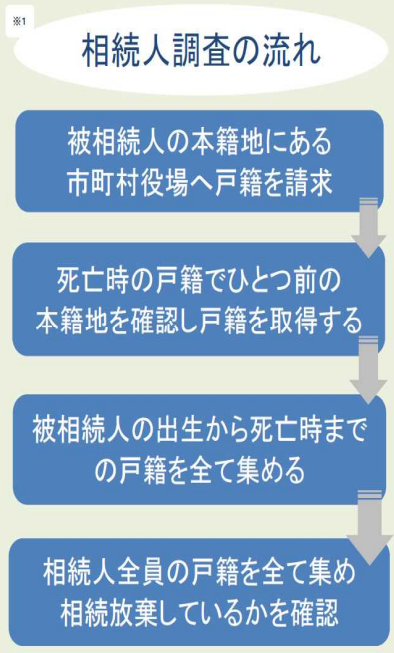 ※1
相続人調査の流れ
被相続人の本籍地にある
市町村役場へ戸籍を請求
死亡時の戸籍でひとつ前の
本籍地を確認し戸籍を取得する
被相続人の出生から死亡時まで
の戸籍を全て集める
相続人全員の戸籍を全て集め
相続放棄しているかを確認